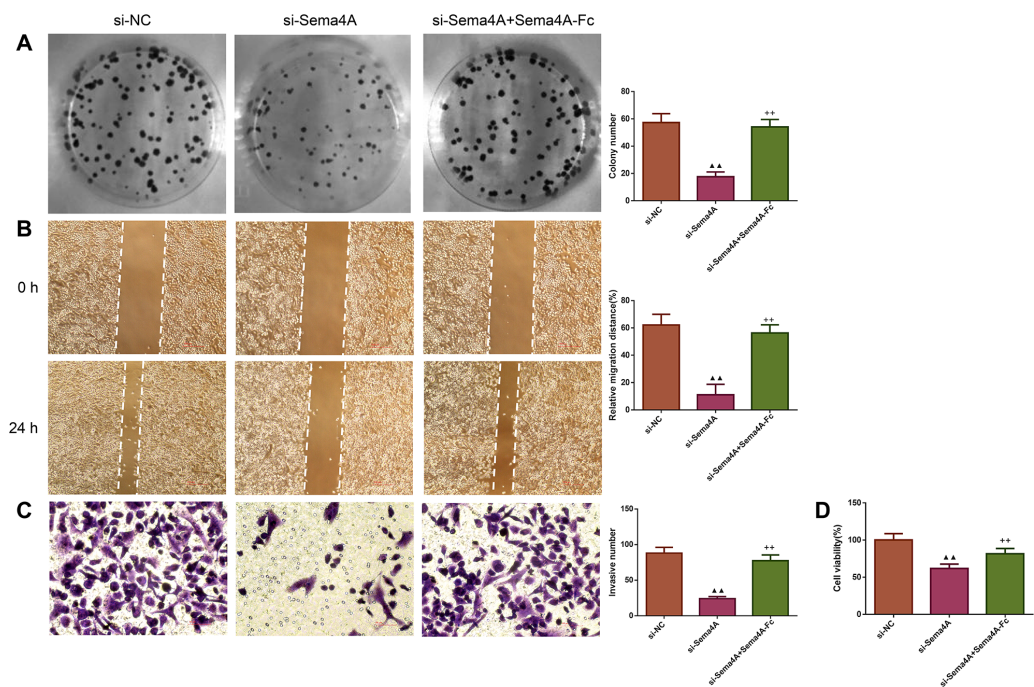 si-NC
si-Sema4A
si-Sema4A+Sema4A-Fc
A
Colony number
80
60
40
20
0
▲▲
++
si-NC
si-Sema4A
si-Sema4A+Sema4A-Fc
B
0 h
24 h
Relative migration distance(%)
80
60
40
20
0
▲▲
++
si-NC
si-Sema4A
si-Sema4A+Sema4A-Fc
C
Invasive number
150
100
50
0
▲▲
++
si-NC
si-Sema4A
si-Sema4A+Sema4A-Fc
D
Cell viability(%)
150
100
50
0
▲▲
++
si-NC
si-Sema4A
si-Sema4A+Sema4A-Fc